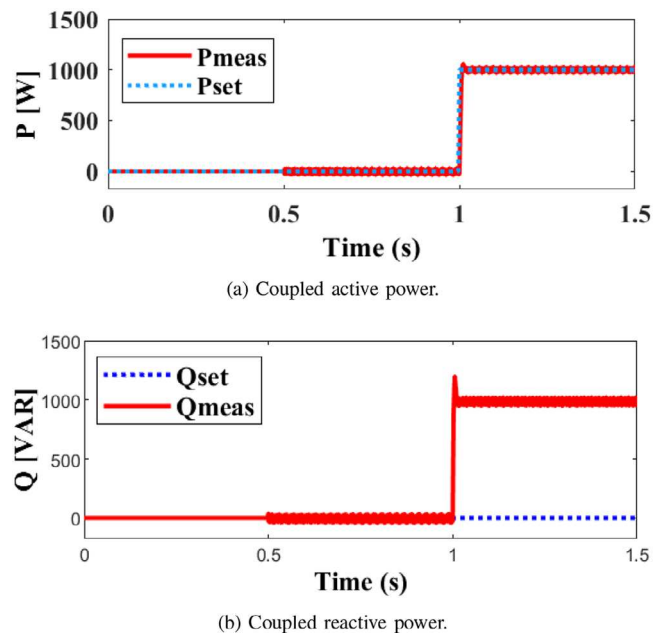 1500
1000
500
0
P [W]
Pmeas
Pset
0
0.5
1
1.5
Time (s)
(a) Coupled active power.
1500
1000
500
0
Q [VAR]
Qset
Qmeas
0
0.5
1
1.5
Time (s)
(b) Coupled reactive power.